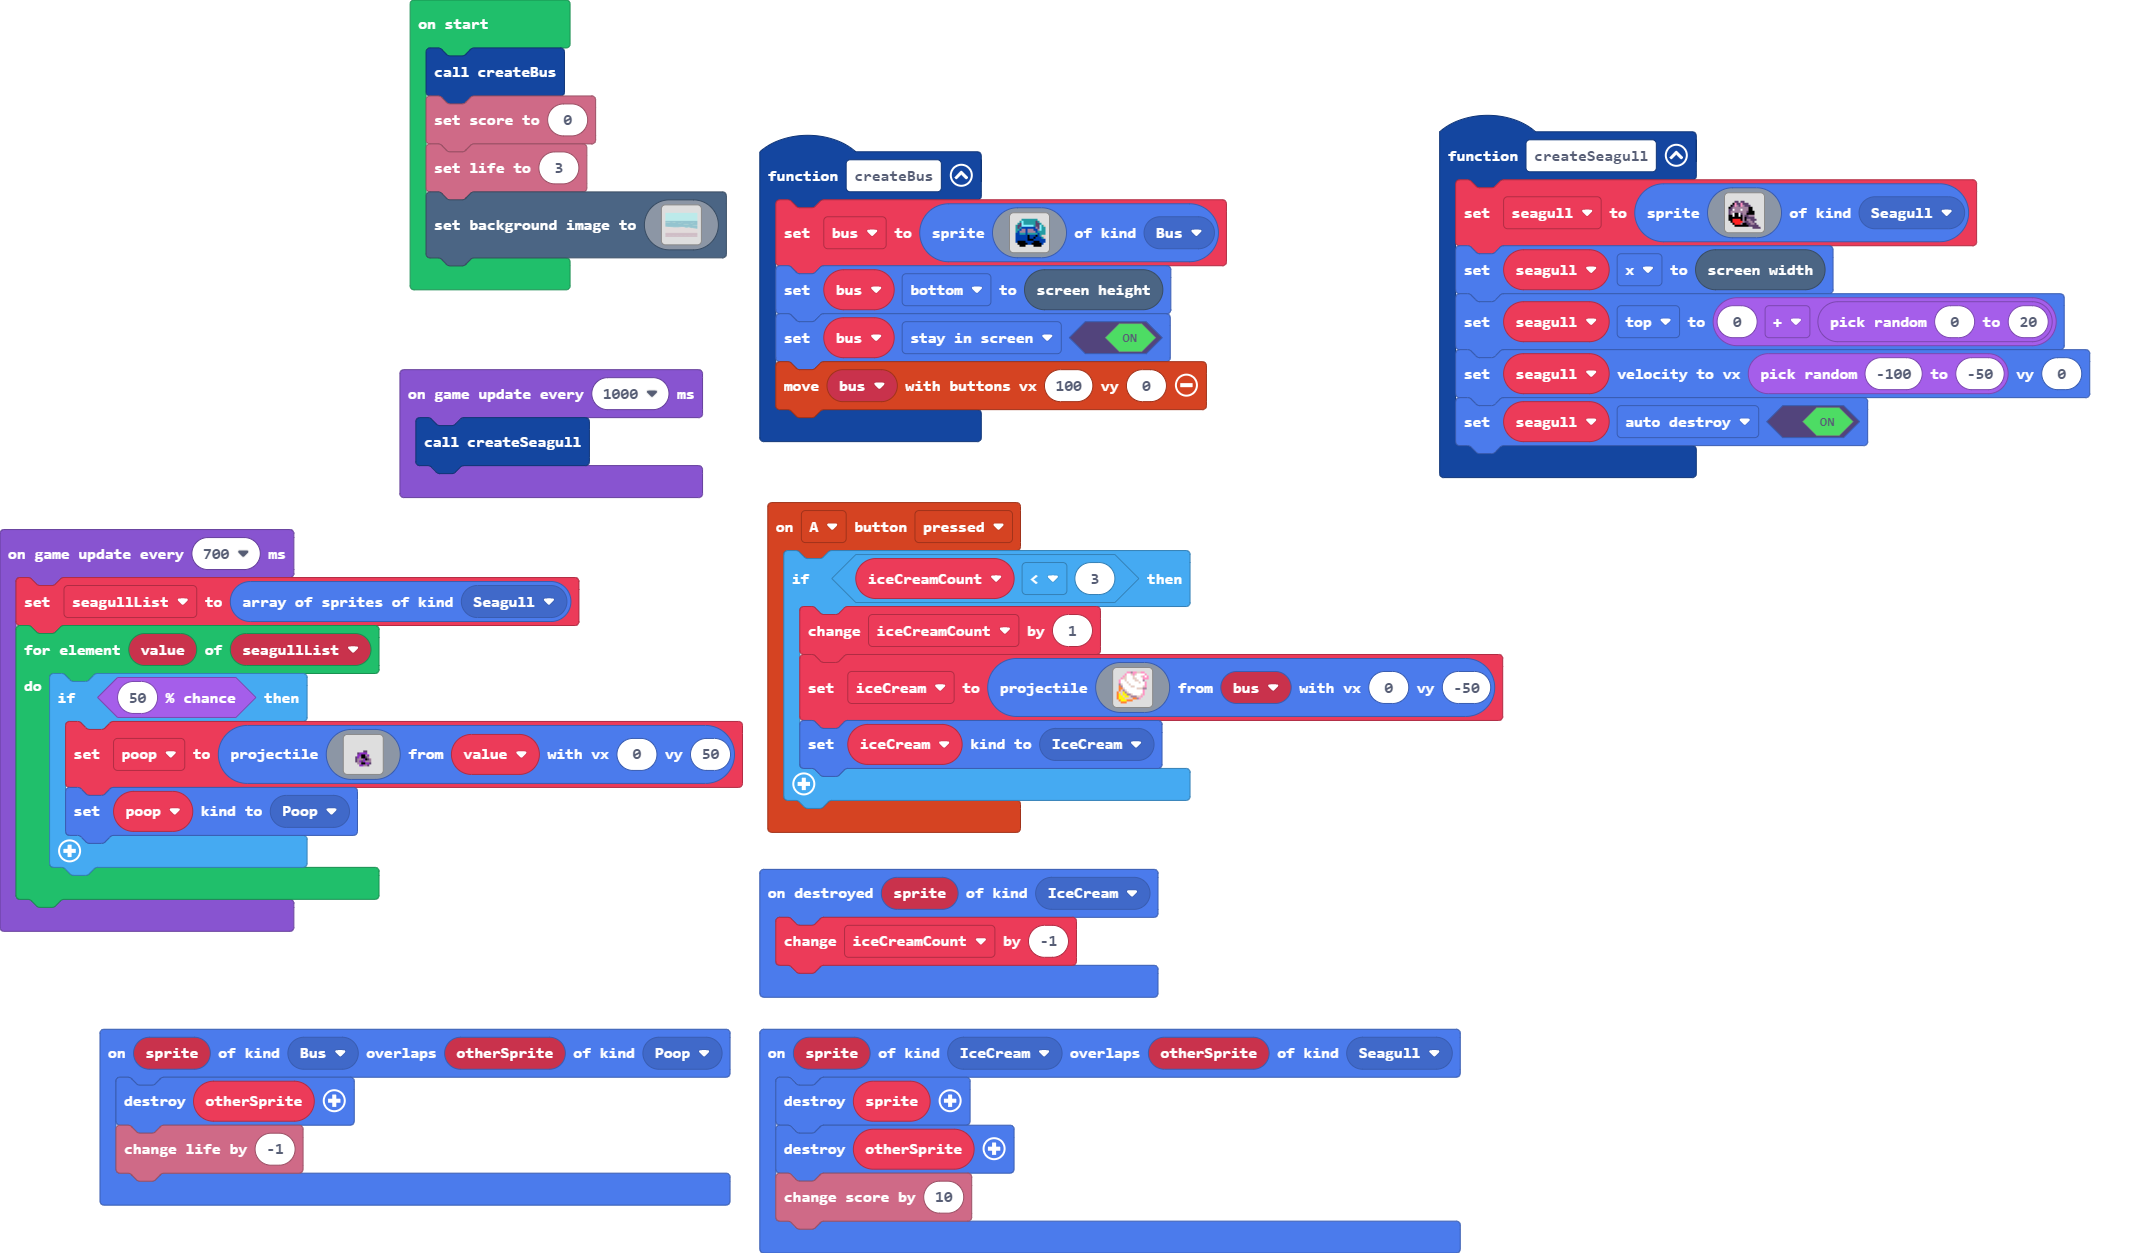 on start
call createBus
set score to 0
set life to 3
set background image to
function createBus
set bus to sprite of kind Bus
set bus bottom to screen height
set bus stay in screen ON
move bus with buttons vx 100 vy 0
function createSeagull
set seagull to sprite of kind Seagull
set seagull x to screen width
set seagull top to 0 + pick random 0 to 20
set seagull velocity to vx pick random -100 to -50 vy 0
set seagull auto destroy ON
on game update every 1000 ms
call createSeagull
on game update every 700 ms
set seagullList to array of sprites of kind Seagull
for element value of seagullList
do if 50 % chance then
set poop to projectile from value with vx 0 vy 50
set poop kind to Poop
on A button pressed
if iceCreamCount < 3 then
change iceCreamCount by 1
set iceCream to projectile from bus with vx 0 vy -50
set iceCream kind to IceCream
on destroyed sprite of kind IceCream
change iceCreamCount by -1
on sprite of kind Bus overlaps otherSprite of kind Poop
destroy otherSprite
change life by -1
on sprite of kind IceCream overlaps otherSprite of kind Seagull
destroy sprite
destroy otherSprite
change score by 10